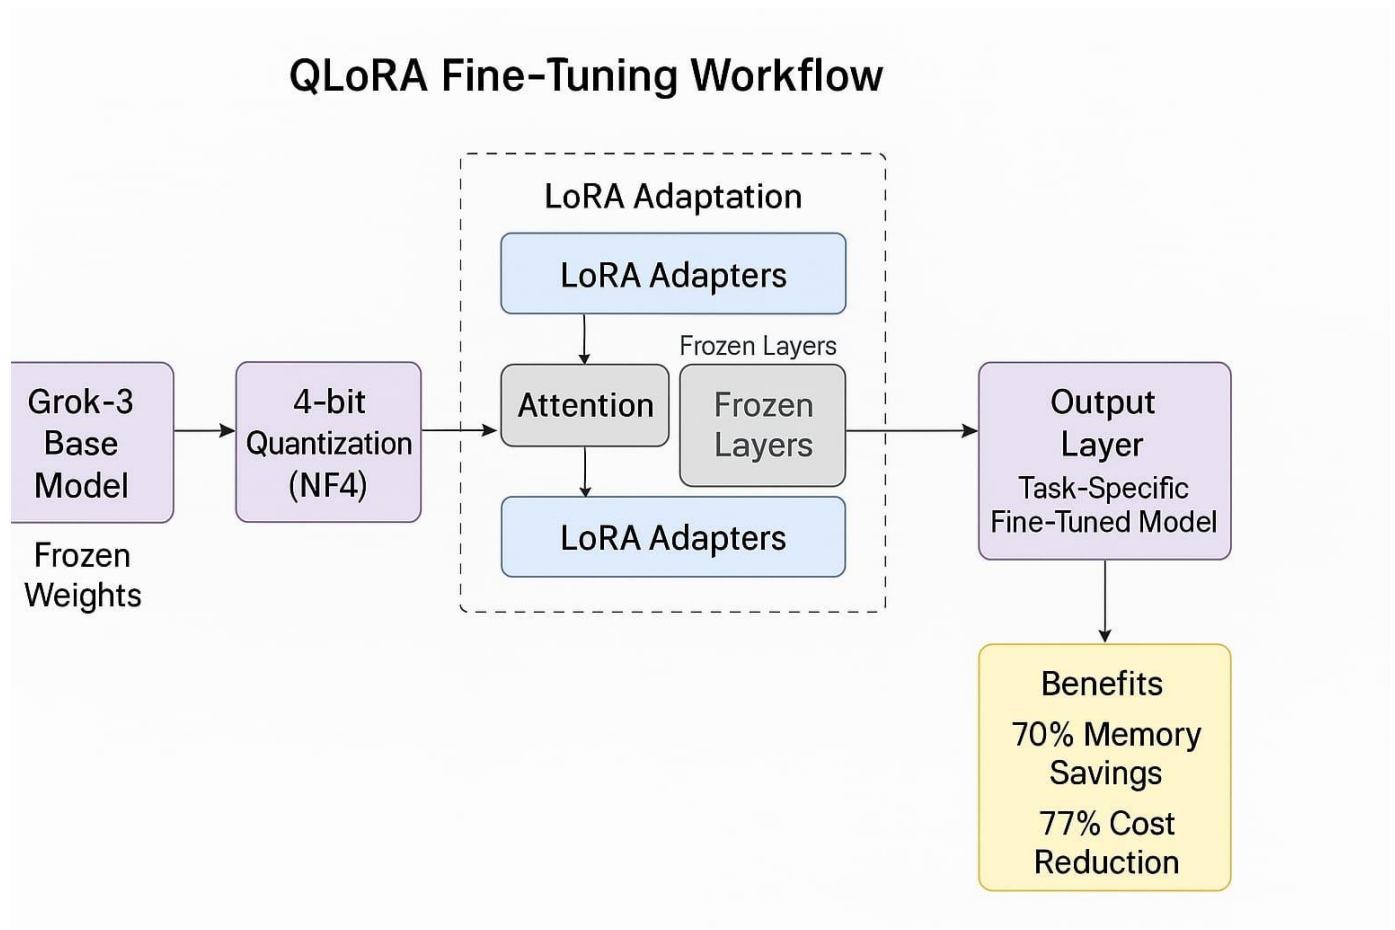 QLoRA Fine-Tuning Workflow
LoRA Adaptation
LoRA Adapters
Frozen Layers
Grok-3
Base
Model
Frozen
Weights
4-bit
Quantization
(NF4)
Attention
Frozen
Layers
LoRA Adapters
Output
Layer
Task-Specific
Fine-Tuned Model
Benefits
70% Memory
Savings
77% Cost
Reduction